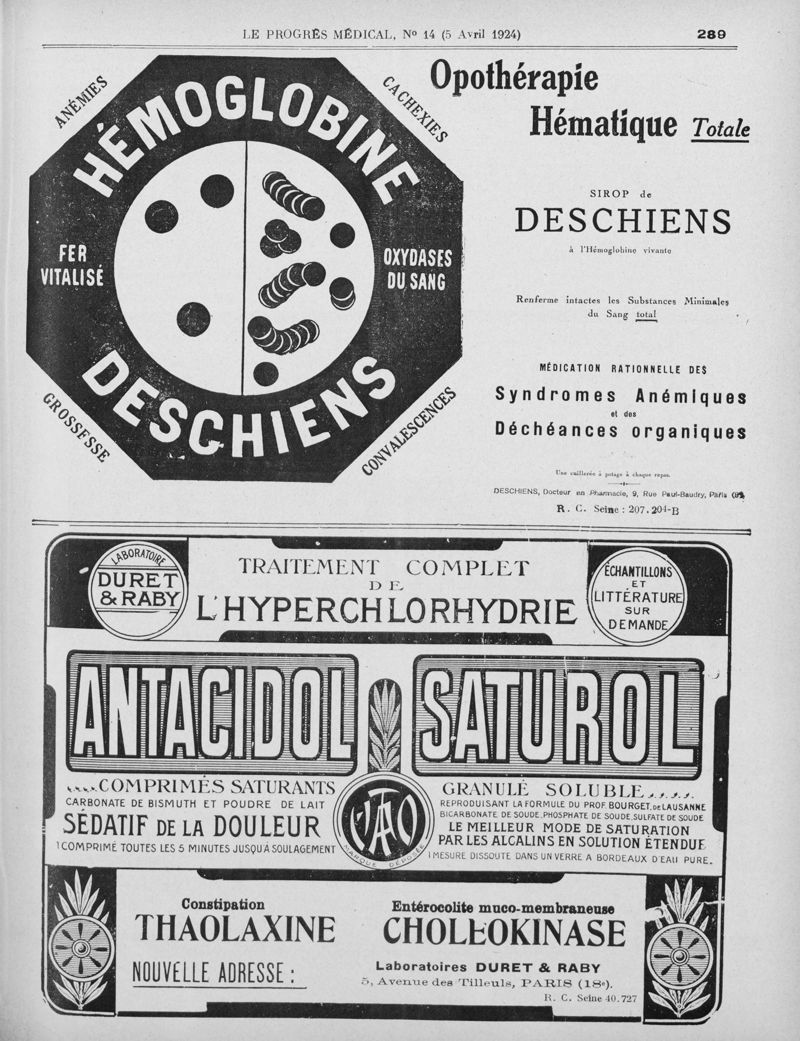 LE PROGRÈS MÉDICAL, No 14 (5 Avril 1924)
289
ANÉMIES
CACHEXIES
HÉMOGLOBINE
FER
VITALISÉ
OXYDASES
DU SANG
DESCHIENS
GROSSESSE
CONVALESCENCES
Opothérapie
Hématique Totale
SIROP de
DESCHIENS
à l'Hémoglobine vivante
Renferme intactes les Substances Minimales
du Sang total
MÉDICATION RATIONNELLE DES
Syndromes Anémiques
et des
Déchéances organiques
Une cuillerée à potage à chaque repas.
DESCHIENS, Docteur en Pharmacie, 9, Rue Paul-Baudry, Paris
R. C. Seine : 207.204-B
LABORATOIRE
DURET
& RABY
TRAITEMENT COMPLET
DE
L'HYPERCHLORHYDRIE
ÉCHANTILLONS
ET
LITTÉRATURE
SUR
DEMANDE
ANTACIDOL
SATUROL
COMPRIMÉS SATURANTS
CARBONATE DE BISMUTH ET POUDRE DE LAIT
SÉDATIF DE LA DOULEUR
1 COMPRIMÉ TOUTES LES 5 MINUTES JUSQU'À SOULAGEMENT
MARQUE DÉPOSÉE
GRANULÉ SOLUBLE
REPRODUISANT LA FORMULE DU PROF. BOURGET, DE LAUSANNE
BICARBONATE DE SOUDE, PHOSPHATE DE SOUDE, SULFATE DE SOUDE
LE MEILLEUR MODE DE SATURATION
PAR LES ALCALINS EN SOLUTION ÉTENDUE
1 MESURE DISSOUTE DANS UN VERRE A BORDEAUX D'EAU PURE.
Constipation
THAOLAXINE
Entérocolite muco-membraneuse
CHOLÉOKINASE
NOUVELLE ADRESSE :
Laboratoires DURET & RABY
5, Avenue des Tilleuls, PARIS (18e).
R. C. Seine 40.727